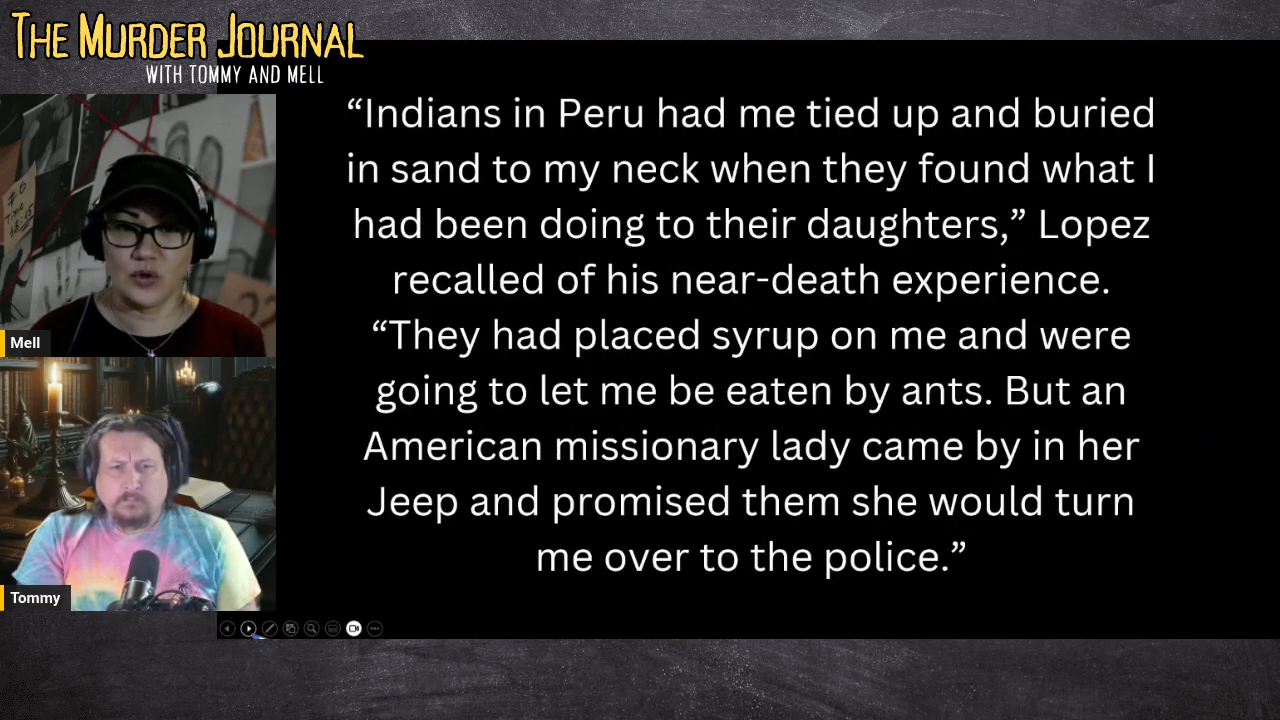 THE MURDER JOURNAL
WITH TOMMY AND MELL
“Indians in Peru had me tied up and buried
in sand to my neck when they found what I
had been doing to their daughters,” Lopez
recalled of his near-death experience.
“They had placed syrup on me and were
going to let me be eaten by ants. But an
American missionary lady came by in her
Jeep and promised them she would turn
me over to the police.”
Mell
Tommy